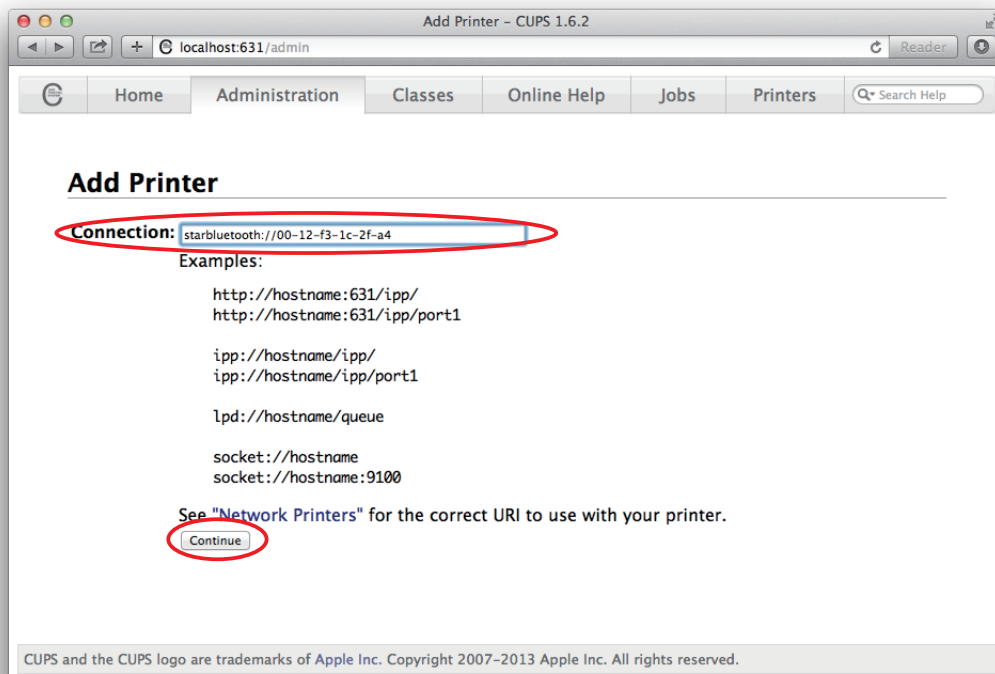 Add Printer – CUPS 1.6.2
localhost:631/admin
Reader
Home Administration Classes Online Help Jobs Printers Search Help
Add Printer
Connection: starbluetooth://00-12-f3-1c-2f-a4
Examples:
http://hostname:631/ipp/
http://hostname:631/ipp/port1
ipp://hostname/ipp/
ipp://hostname/ipp/port1
lpd://hostname/queue
socket://hostname
socket://hostname:9100
See "Network Printers" for the correct URI to use with your printer.
Continue
CUPS and the CUPS logo are trademarks of Apple Inc. Copyright 2007–2013 Apple Inc. All rights reserved.